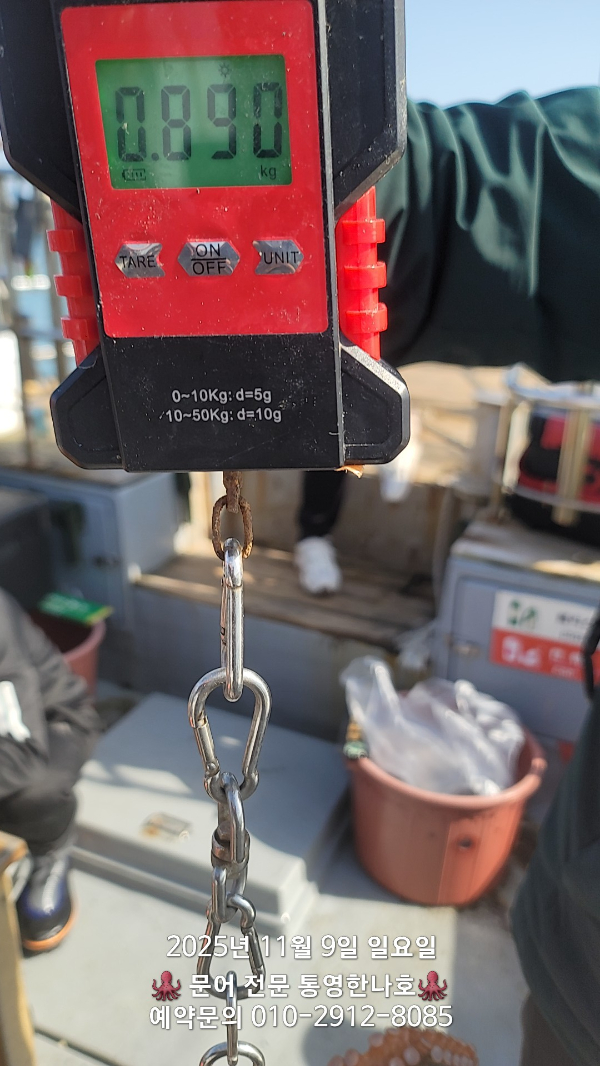 0.890
kg
TARE
ON
OFF
UNIT
0~10Kg: d=5g
10~50Kg: d=10g
2025년 11월 9일 일요일
🐙 문어 전문 통영한나호🐙
예약문의 010-2912-8085